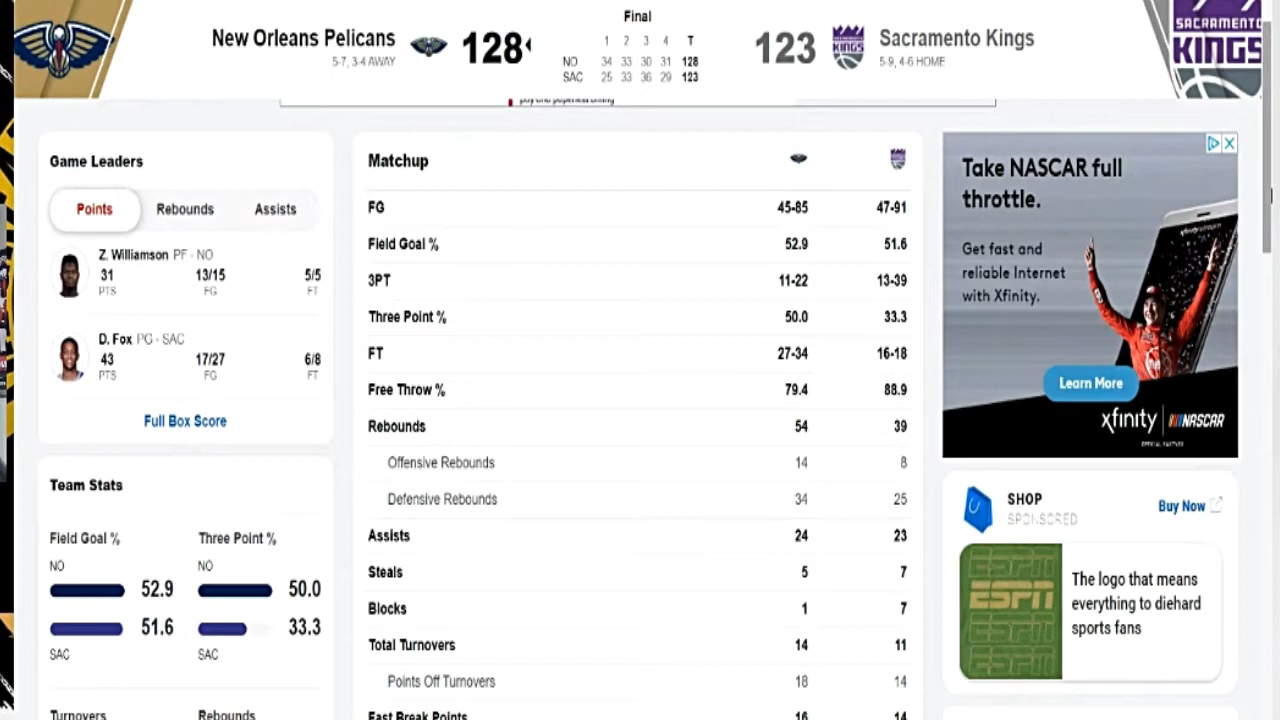 Final
New Orleans Pelicans 128
5-7, 3-4 AWAY
1 2 3 4 T
NO 34 33 30 31 128
SAC 25 33 36 29 123
123 Sacramento Kings
5-9, 4-6 HOME
SACRAMENTO
KINGS
Game Leaders
Points Rebounds Assists
Z. Williamson PF - NO
31 13/15 5/5
PTS FG FT
D. Fox PG - SAC
43 17/27 6/8
PTS FG FT
Full Box Score
Team Stats
Field Goal % Three Point %
NO NO
52.9 50.0
51.6 33.3
SAC SAC
Turnovers Rebounds
Matchup
FG 45-85 47-91
Field Goal % 52.9 51.6
3PT 11-22 13-39
Three Point % 50.0 33.3
FT 27-34 16-18
Free Throw % 79.4 88.9
Rebounds 54 39
Offensive Rebounds 14 8
Defensive Rebounds 34 25
Assists 24 23
Steals 5 7
Blocks 1 7
Total Turnovers 14 11
Points Off Turnovers 18 14
Fast Break Points 16 14
Take NASCAR full
throttle.
Get fast and
reliable Internet
with Xfinity.
Learn More
xfinity NASCAR
SHOP
SPONSORED
Buy Now
ESPN
ESPN
ESPN
ESPN
The logo that means
everything to diehard
sports fans